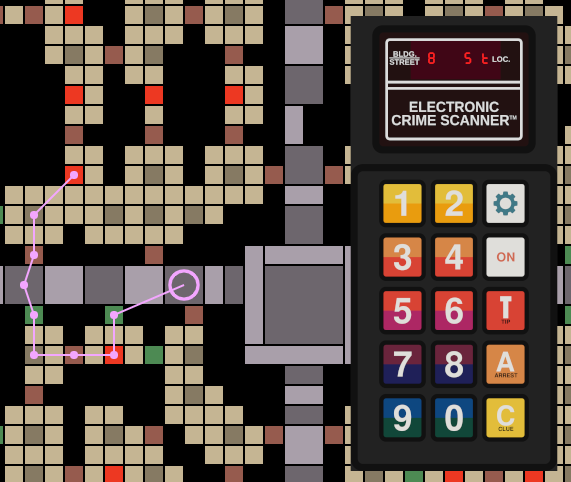 BLDG. STREET 8 St LOC.
ELECTRONIC
CRIME SCANNER™
1 2
3 4 ON
5 6 T TIP
7 8 A ARREST
9 0 C CLUE